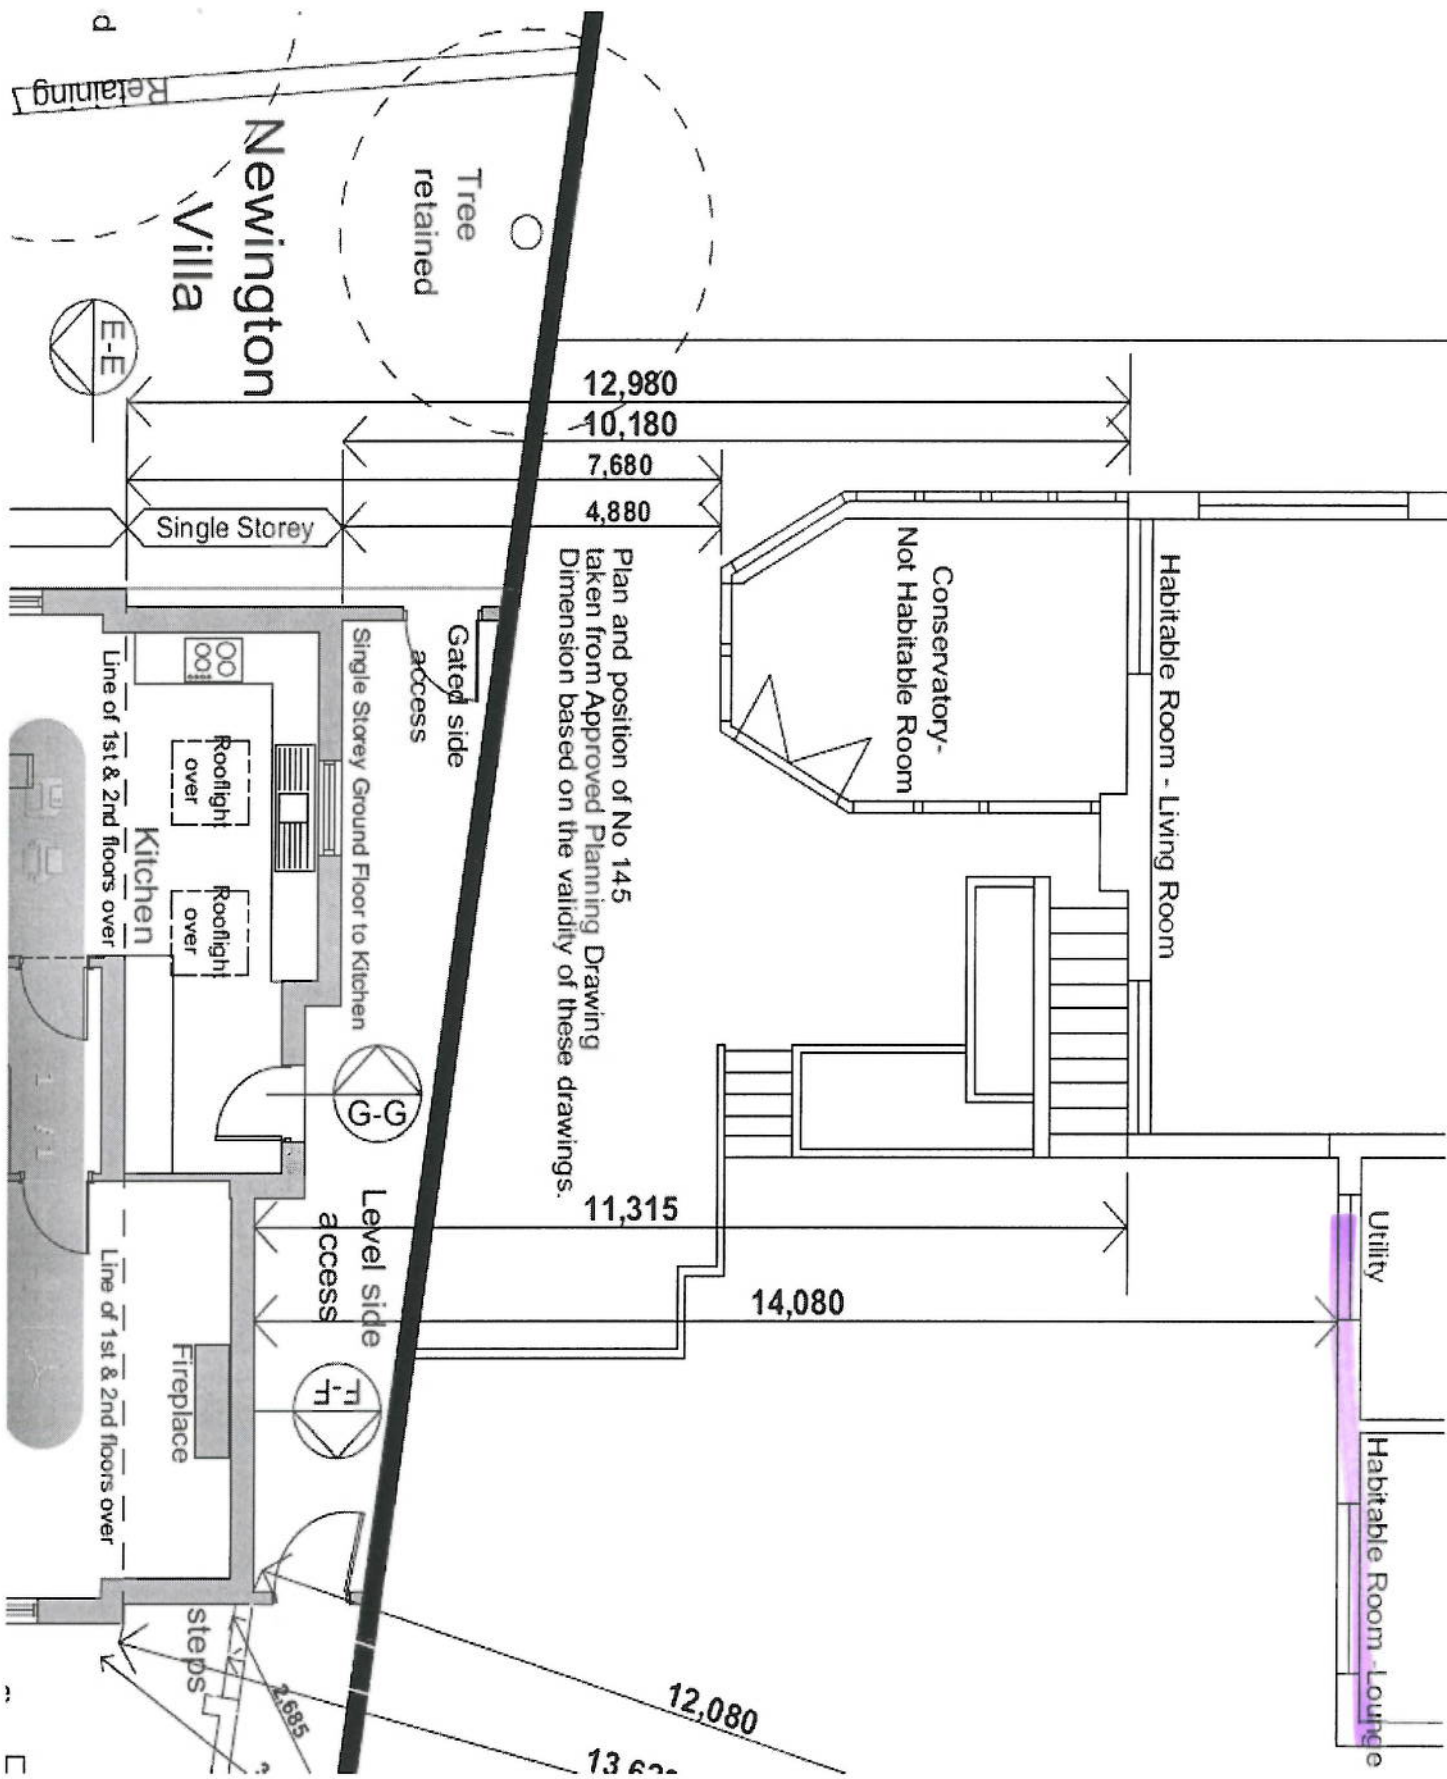 d
Retaining
Newington
Villa
Tree
retained
E-E
12,980
10,180
7,680
4,880
Single Storey
Conservatory-
Not Habitable Room
Habitable Room - Living Room
Plan and position of No 145
taken from Approved Planning Drawing
Dimension based on the validity of these drawings.
Gated side
access
Single Storey Ground Floor to Kitchen
Line of 1st & 2nd floors over
Rooflight
over
Rooflight
over
Kitchen
G-G
Level side
access
11,315
14,080
Utility
Habitable Room -Lounge
F-F
Fireplace
Line of 1st & 2nd floors over
steps
2,685
12,080